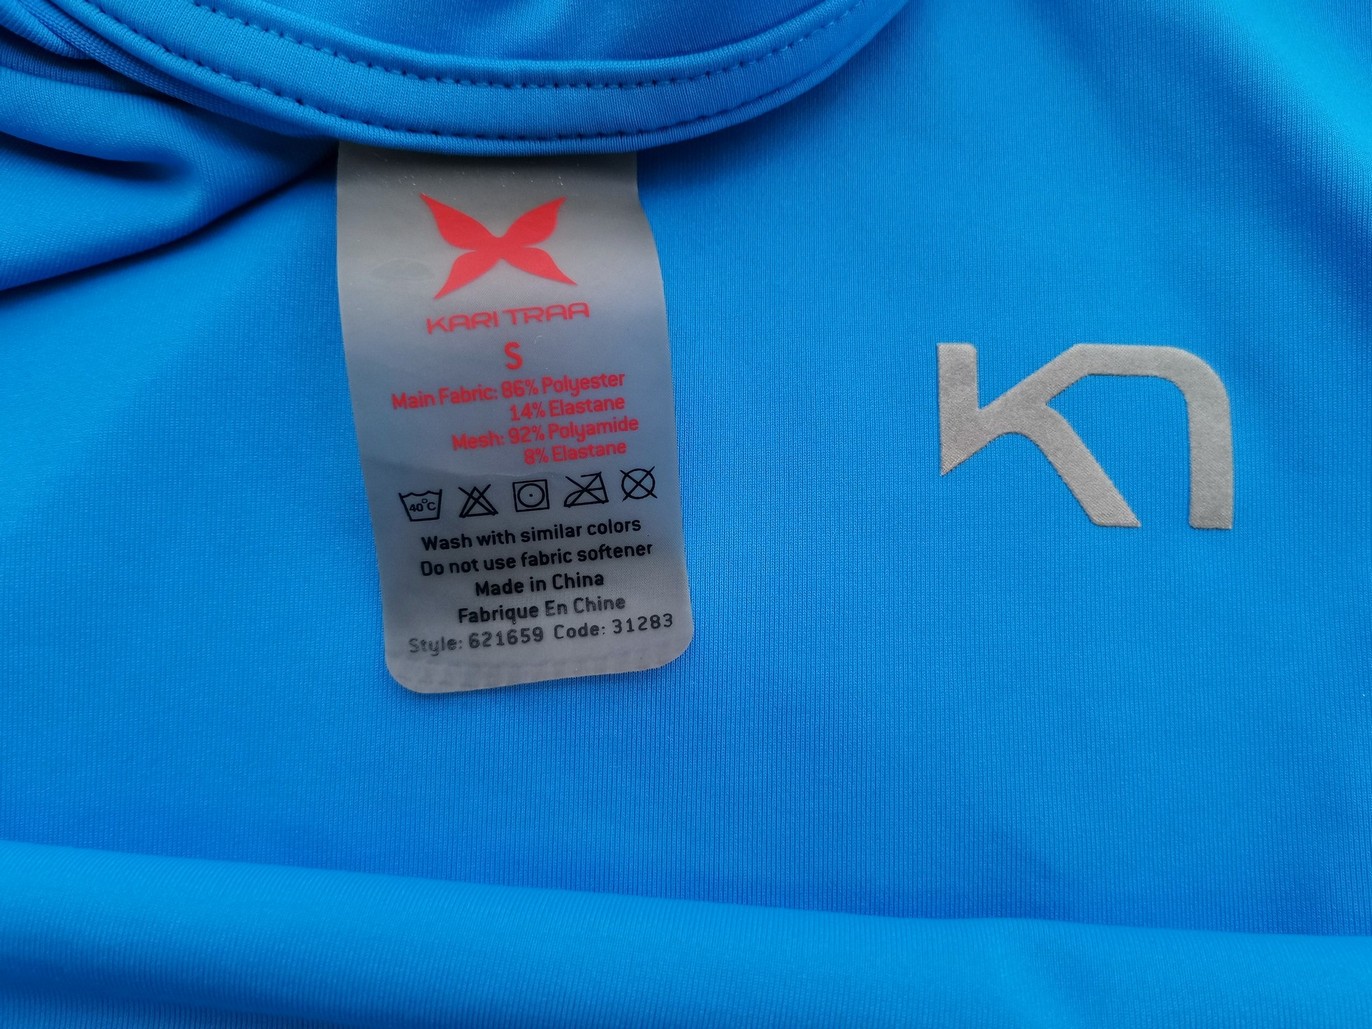 KARI TRAA
S
Main Fabric: 86% Polyester
14% Elastane
Mesh: 92% Polyamide
8% Elastane
40°C
Wash with similar colors
Do not use fabric softener
Made in China
Fabrique En Chine
Style: 621659 Code: 31283